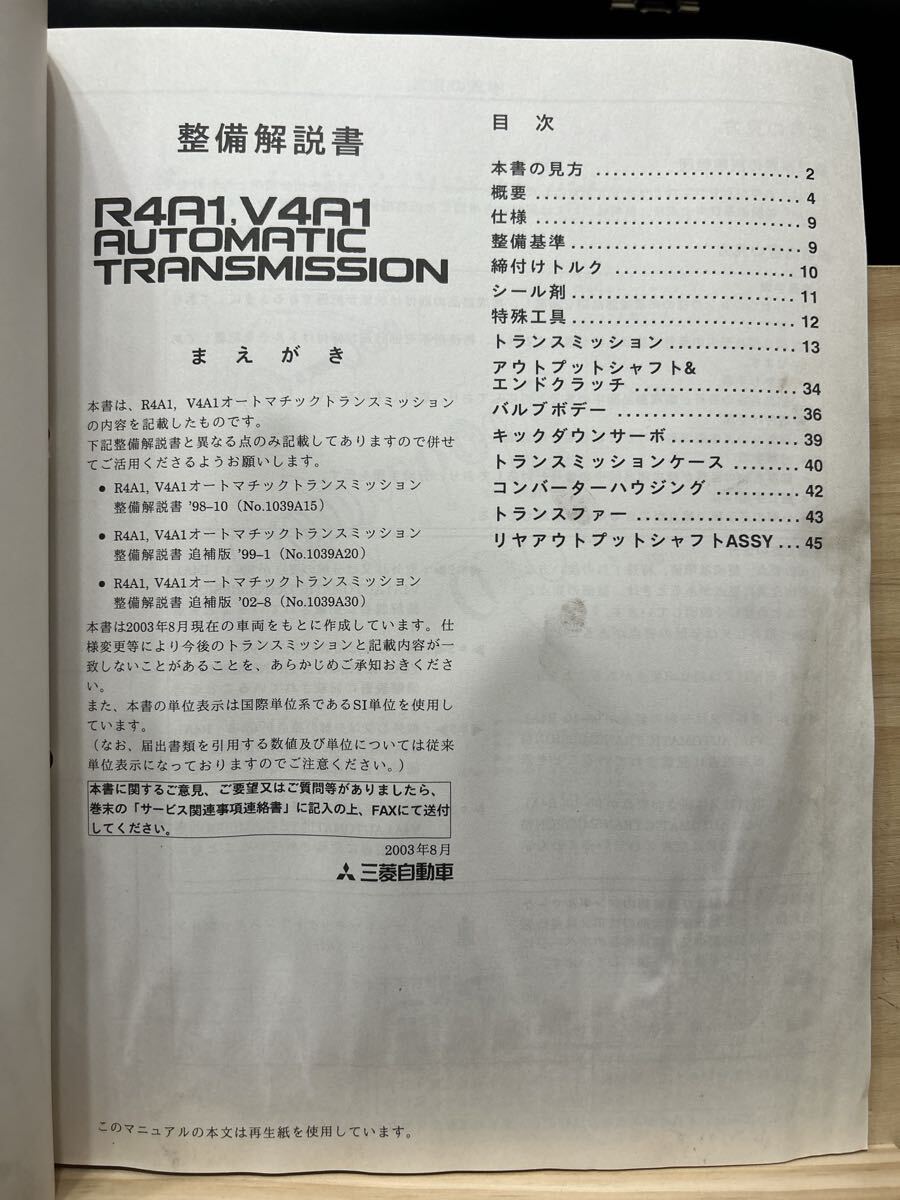 整備解説書
R4A1, V4A1
AUTOMATIC
TRANSMISSION
まえがき
本書は、R4A1, V4A1オートマチックトランスミッション
の内容を記載したものです。
下記整備解説書と異なる点のみ記載してありますので併せ
てご活用くださるようお願いします。
● R4A1, V4A1オートマチックトランスミッション
整備解説書 '98-10（No.1039A15）
● R4A1, V4A1オートマチックトランスミッション
整備解説書 追補版 '99-1（No.1039A20）
● R4A1, V4A1オートマチックトランスミッション
整備解説書 追補版 '02-8（No.1039A30）
本書は2003年8月現在の車両をもとに作成しています。仕
様変更等により今後のトランスミッションと記載内容が一
致しないことがあることを、あらかじめご承知おきくださ
い。
また、本書の単位表示は国際単位系であるSI単位を使用し
ています。
（なお、届出書類を引用する数値及び単位については従来
単位表示になっておりますのでご注意ください。）
本書に関するご意見、ご要望又はご質問等がありましたら、
巻末の「サービス関連事項連絡書」に記入の上、FAXにて送付
してください。
2003年8月
三菱自動車
目次
本書の見方 ........................ 2
概要 .............................. 4
仕様 .............................. 9
整備基準 .......................... 9
締付けトルク ...................... 10
シール剤 .......................... 11
特殊工具 .......................... 12
トランスミッション ................ 13
アウトプットシャフト&
エンドクラッチ .................... 34
バルブボデー ...................... 36
キックダウンサーボ ................ 39
トランスミッションケース .......... 40
コンバーターハウジング ............ 42
トランスファー .................... 43
リヤアウトプットシャフトASSY ... 45
このマニュアルの本文は再生紙を使用しています。